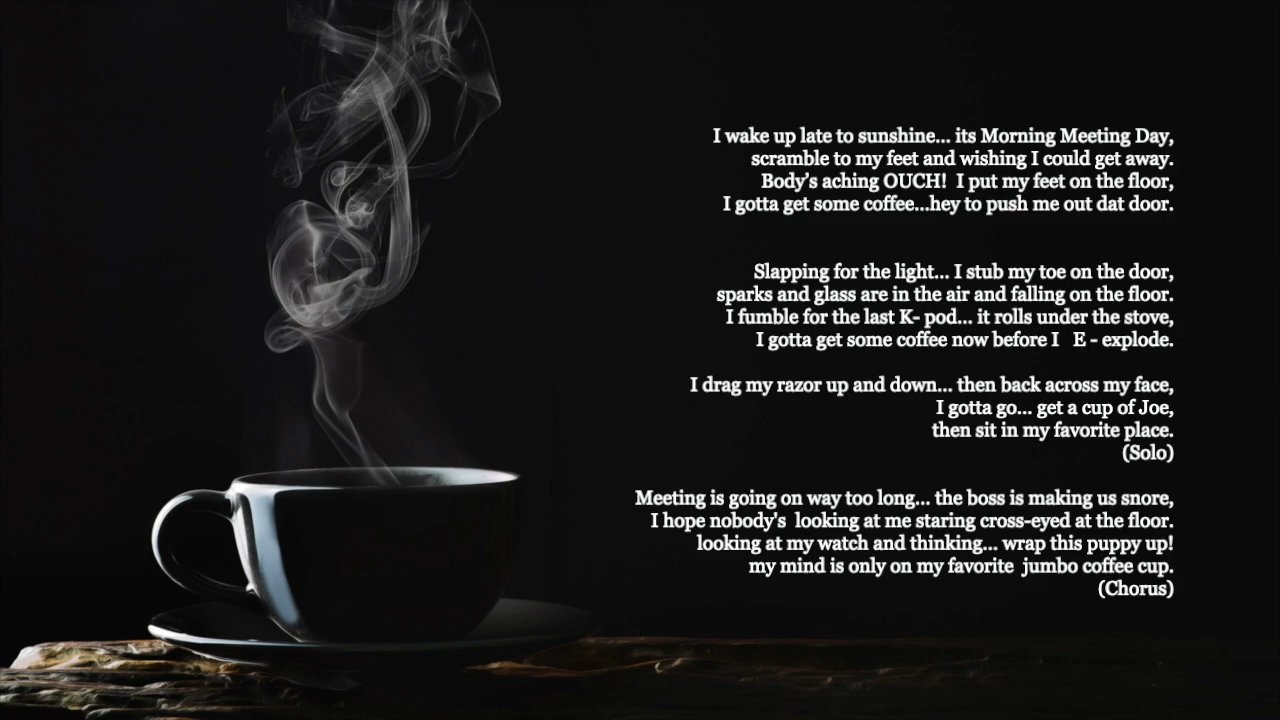 I wake up late to sunshine... its Morning Meeting Day,
scramble to my feet and wishing I could get away.
Body's aching OUCH!  I put my feet on the floor,
I gotta get some coffee...hey to push me out dat door.
Slapping for the light... I stub my toe on the door,
sparks and glass are in the air and falling on the floor.
I fumble for the last K- pod... it rolls under the stove,
I gotta get some coffee now before I   E - explode.
I drag my razor up and down... then back across my face,
I gotta go... get a cup of Joe,
then sit in my favorite place.
(Solo)
Meeting is going on way too long... the boss is making us snore,
I hope nobody's  looking at me staring cross-eyed at the floor.
looking at my watch and thinking... wrap this puppy up!
my mind is only on my favorite  jumbo coffee cup.
(Chorus)